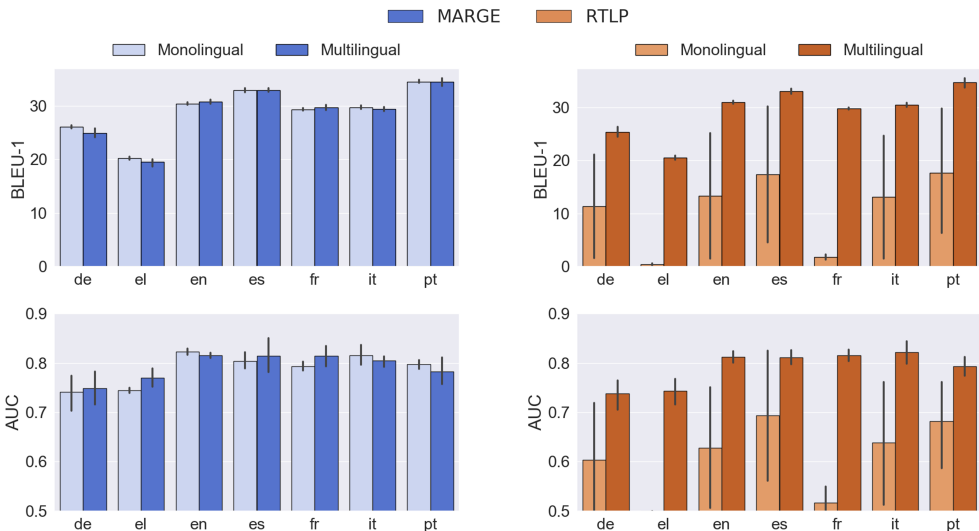 MARGE RTLP
Monolingual Multilingual
Monolingual Multilingual
BLEU-1
30
20
10
0
de el en es fr it pt
BLEU-1
30
20
10
0
de el en es fr it pt
AUC
0.9
0.8
0.7
0.6
0.5
de el en es fr it pt
AUC
0.9
0.8
0.7
0.6
0.5
de el en es fr it pt